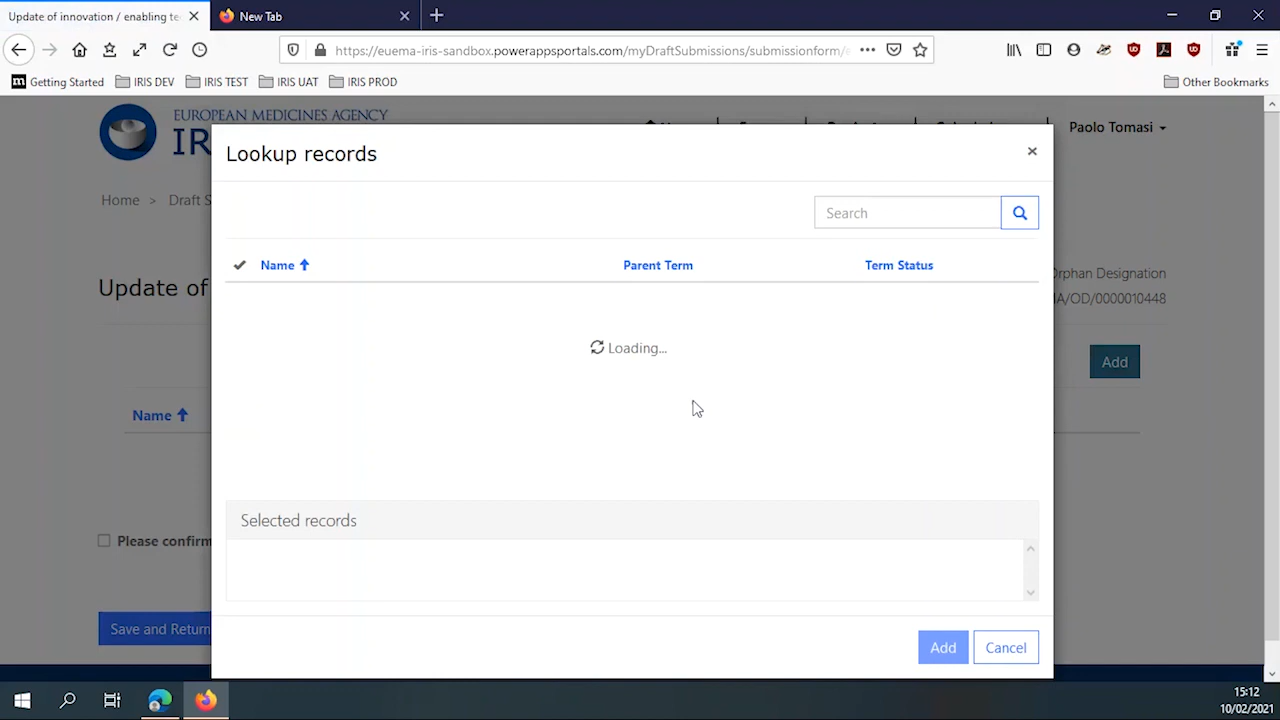 Update of innovation / enabling te
New Tab
https://euema-iris-sandbox.powerappsportals.com/myDraftSubmissions/submissionform/
Getting Started
IRIS DEV
IRIS TEST
IRIS UAT
IRIS PROD
Other Bookmarks
EUROPEAN MEDICINES AGENCY
IR
Paolo Tomasi
Lookup records
×
Home > Draft S
Search
Name
Parent Term
Term Status
Update of
Orphan Designation
MA/OD/0000010448
Loading...
Add
Name
Selected records
Please confirm
Save and Return
Add
Cancel
15:12
10/02/2021